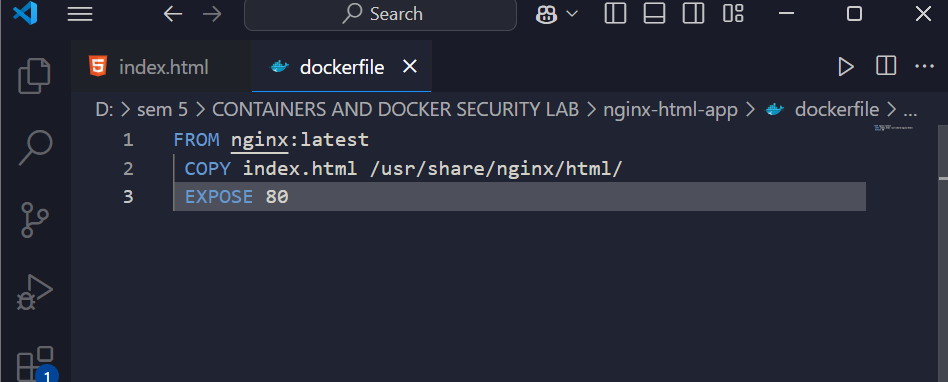 Search
index.html
dockerfile
D: > sem 5 > CONTAINERS AND DOCKER SECURITY LAB > nginx-html-app > dockerfile > ...
1 FROM nginx:latest
2 COPY index.html /usr/share/nginx/html/
3 EXPOSE 80
1